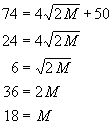 74 = 4√(2M) + 50
24 = 4√(2M)
6 = √(2M)
36 = 2M
18 = M